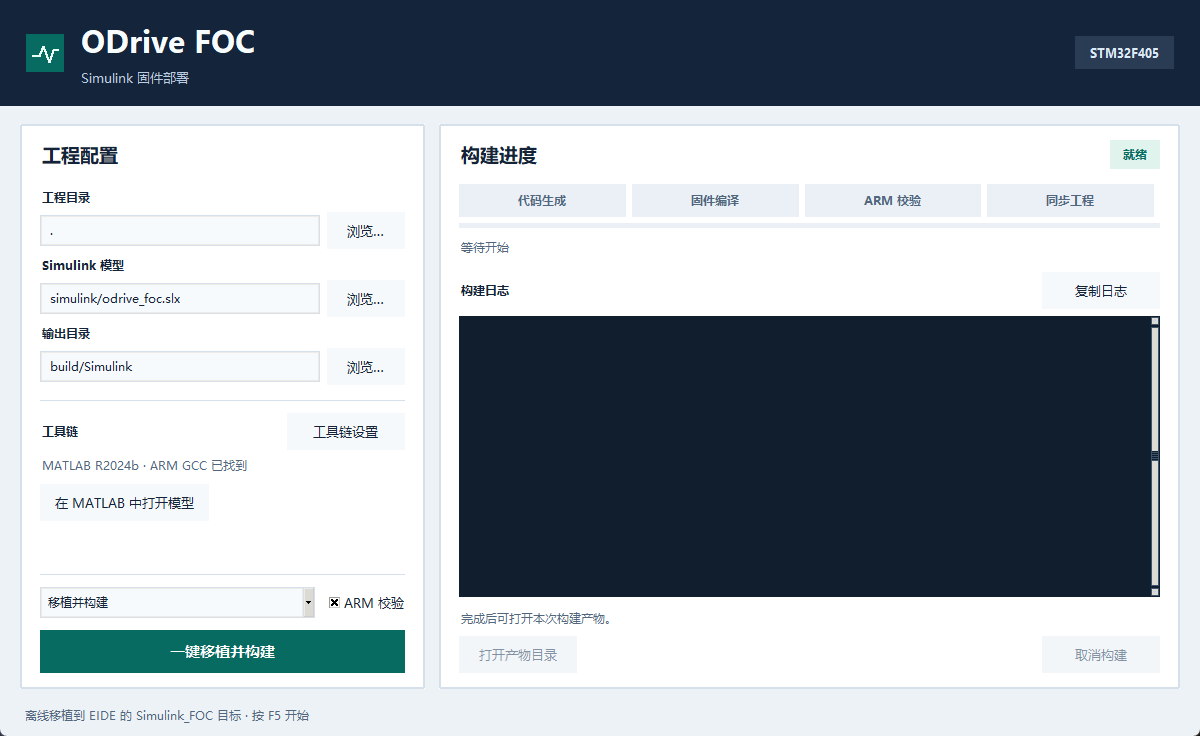 ODrive FOC
Simulink 固件部署
STM32F405
工程配置
工程目录
.
浏览...
Simulink 模型
simulink/odrive_foc.slx
浏览...
输出目录
build/Simulink
浏览...
工具链
工具链设置
MATLAB R2024b · ARM GCC 已找到
在 MATLAB 中打开模型
移植并构建
ARM 校验
一键移植并构建
构建进度
就绪
代码生成
固件编译
ARM 校验
同步工程
等待开始
构建日志
复制日志
完成后可打开本次构建产物。
打开产物目录
取消构建
离线移植到 EIDE 的 Simulink_FOC 目标 · 按 F5 开始